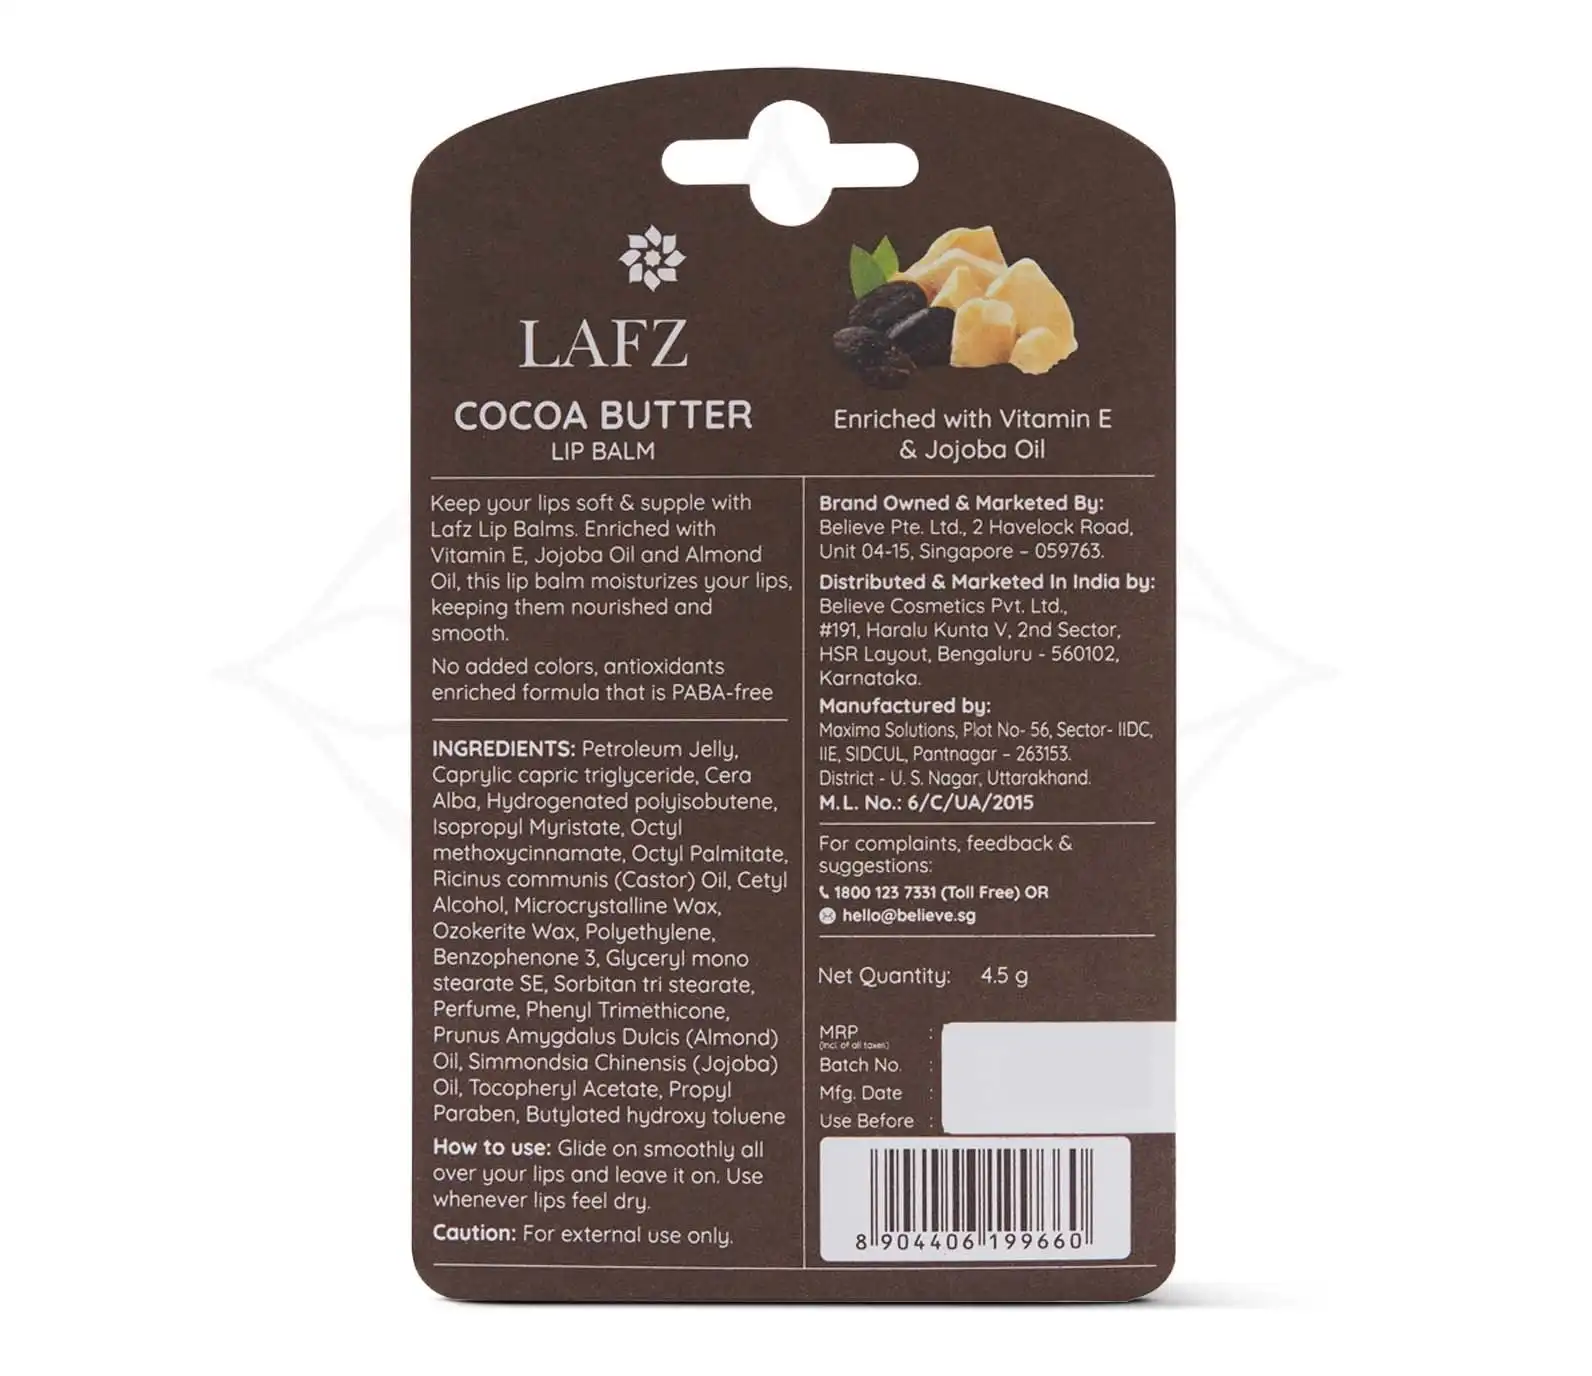 LAFZ
COCOA BUTTER
LIP BALM
Enriched with Vitamin E
& Jojoba Oil
Keep your lips soft & supple with
Lafz Lip Balms. Enriched with
Vitamin E, Jojoba Oil and Almond
Oil, this lip balm moisturizes your lips,
keeping them nourished and
smooth.
No added colors, antioxidants
enriched formula that is PABA-free
INGREDIENTS: Petroleum Jelly,
Caprylic capric triglyceride, Cera
Alba, Hydrogenated polyisobutene,
Isopropyl Myristate, Octyl
methoxycinnamate, Octyl Palmitate,
Ricinus communis (Castor) Oil, Cetyl
Alcohol, Microcrystalline Wax,
Ozokerite Wax, Polyethylene,
Benzophenone 3, Glyceryl mono
stearate SE, Sorbitan tri stearate,
Perfume, Phenyl Trimethicone,
Prunus Amygdalus Dulcis (Almond)
Oil, Simmondsia Chinensis (Jojoba)
Oil, Tocopheryl Acetate, Propyl
Paraben, Butylated hydroxy toluene
How to use: Glide on smoothly all
over your lips and leave it on. Use
whenever lips feel dry.
Caution: For external use only.
Brand Owned & Marketed By:
Believe Pte. Ltd., 2 Havelock Road,
Unit 04-15, Singapore – 059763.
Distributed & Marketed In India by:
Believe Cosmetics Pvt. Ltd.,
#191, Haralu Kunta V, 2nd Sector,
HSR Layout, Bengaluru - 560102,
Karnataka.
Manufactured by:
Maxima Solutions, Plot No- 56, Sector- IIDC,
IIE, SIDCUL, Pantnagar – 263153.
District - U. S. Nagar, Uttarakhand.
M.L. No.: 6/C/UA/2015
For complaints, feedback &
suggestions:
1800 123 7331 (Toll Free) OR
hello@believe.sg
Net Quantity: 4.5 g
MRP :
(Incl. of all taxes)
Batch No. :
Mfg. Date :
Use Before :
8 904406 199660